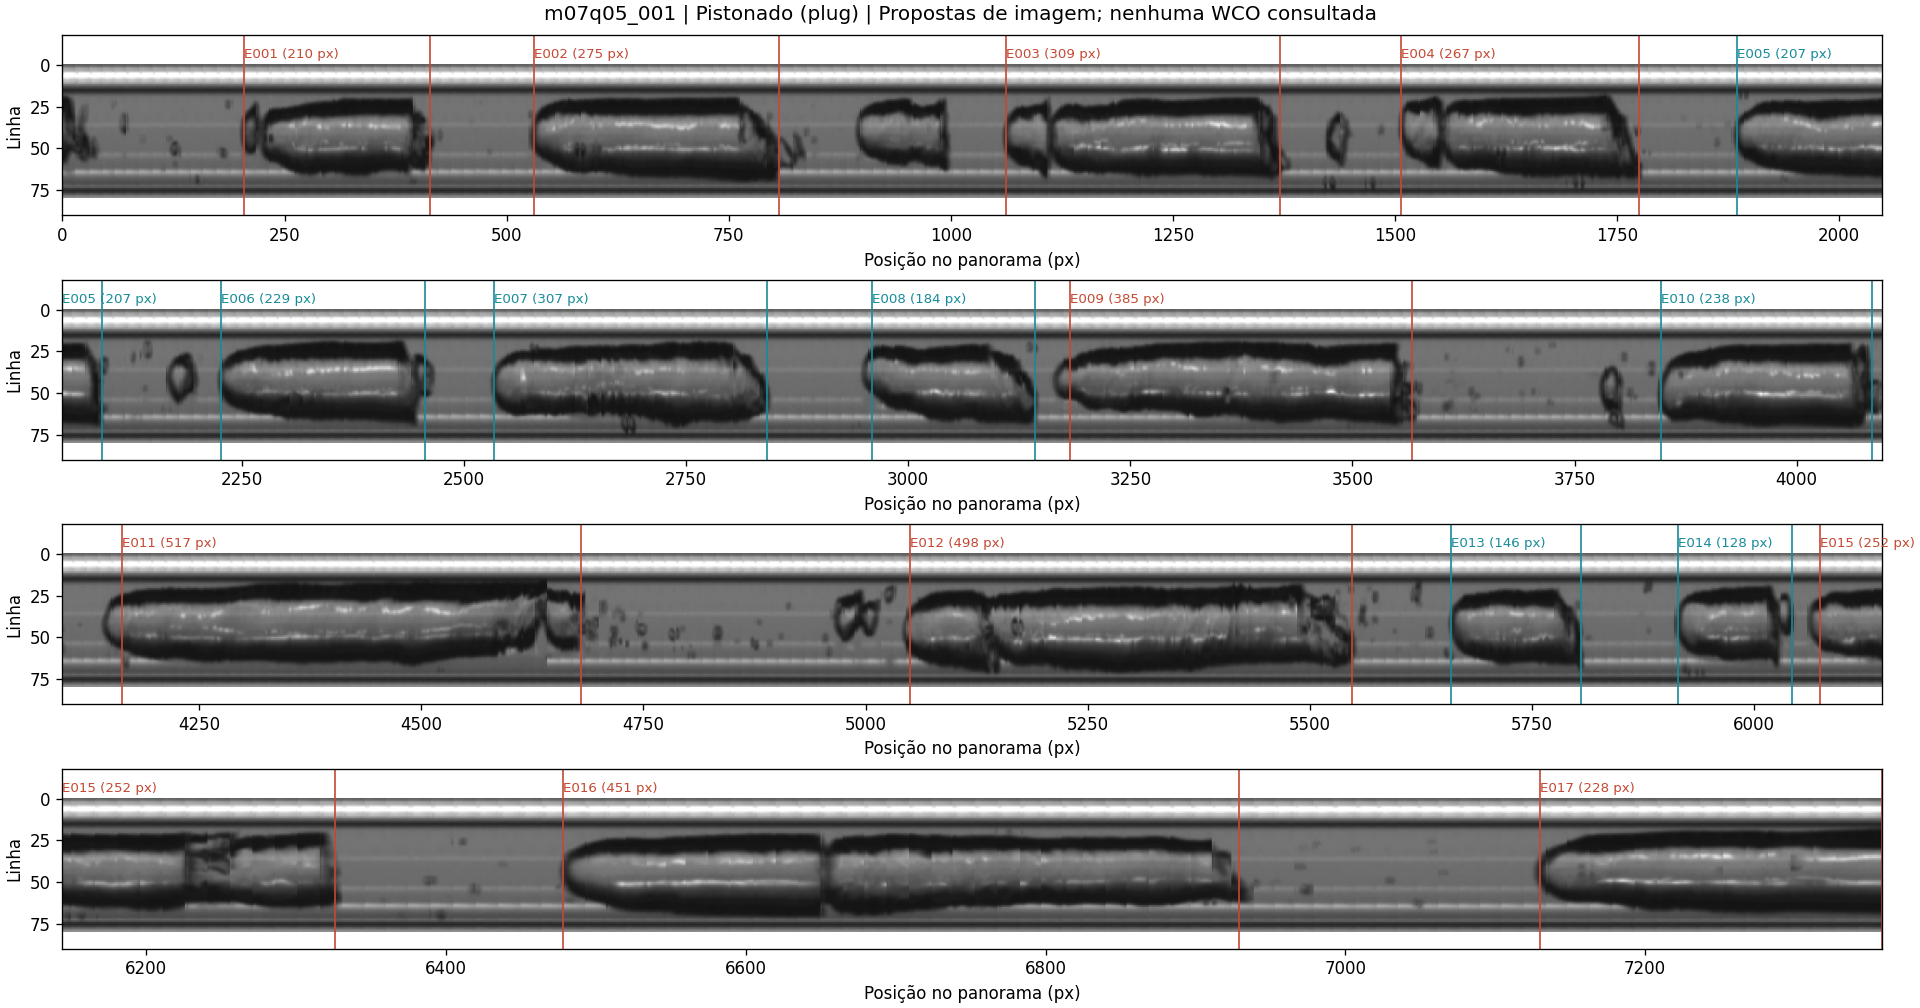 m07q05_001 | Pistonado (plug) | Propostas de imagem; nenhuma WCO consultada
E001 (210 px) E002 (275 px) E003 (309 px) E004 (267 px) E005 (207 px)
Linha
0
25
50
75
0 250 500 750 1000 1250 1500 1750 2000
Posição no panorama (px)
E005 (207 px) E006 (229 px) E007 (307 px) E008 (184 px) E009 (385 px) E010 (238 px)
Linha
0
25
50
75
2250 2500 2750 3000 3250 3500 3750 4000
Posição no panorama (px)
E011 (517 px) E012 (498 px) E013 (146 px) E014 (128 px) E015 (252 px)
Linha
0
25
50
75
4250 4500 4750 5000 5250 5500 5750 6000
Posição no panorama (px)
E015 (252 px) E016 (451 px) E017 (228 px)
Linha
0
25
50
75
6200 6400 6600 6800 7000 7200
Posição no panorama (px)